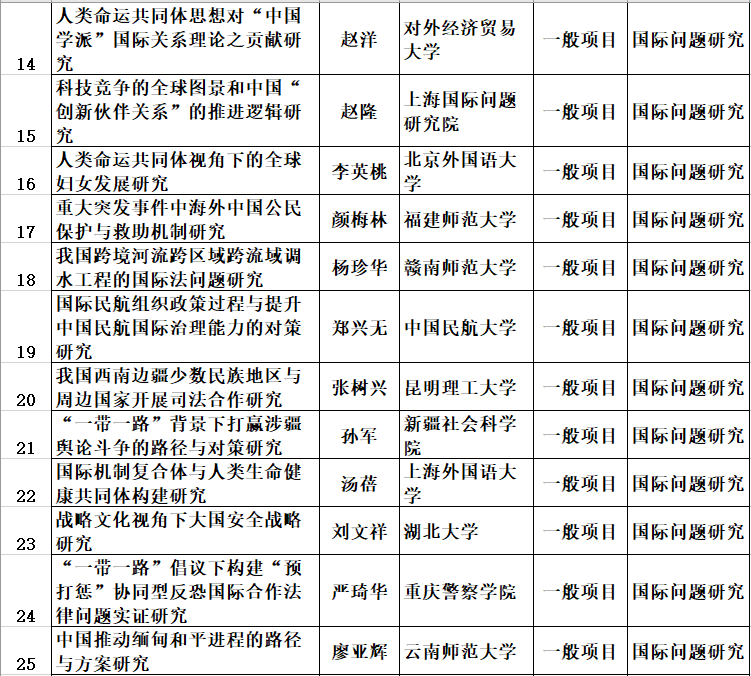 人类命运共同体思想对“中国
学派”国际关系理论之贡献研
究
14
赵洋
对外经济贸易
大学
一般项目
国际问题研究
科技竞争的全球图景和中国“
创新伙伴关系”的推进逻辑研
究
15
赵隆
上海国际问题
研究院
一般项目
国际问题研究
人类命运共同体视角下的全球
妇女发展研究
16
李英桃
北京外国语大
学
一般项目
国际问题研究
重大突发事件中海外中国公民
保护与救助机制研究
17
颜梅林
福建师范大学
一般项目
国际问题研究
我国跨境河流跨区域跨流域调
水工程的国际法问题研究
18
杨珍华
赣南师范大学
一般项目
国际问题研究
国际民航组织政策过程与提升
中国民航国际治理能力的对策
研究
19
郑兴无
中国民航大学
一般项目
国际问题研究
我国西南边疆少数民族地区与
周边国家开展司法合作研究
20
张树兴
昆明理工大学
一般项目
国际问题研究
“一带一路”背景下打赢涉疆
舆论斗争的路径与对策研究
21
孙军
新疆社会科学
院
一般项目
国际问题研究
国际机制复合体与人类生命健
康共同体构建研究
22
汤蓓
上海外国语大
学
一般项目
国际问题研究
战略文化视角下大国安全战略
研究
23
刘文祥
湖北大学
一般项目
国际问题研究
“一带一路”倡议下构建“预
打惩”协同型反恐国际合作法
律问题实证研究
24
严琦华
重庆警察学院
一般项目
国际问题研究
中国推动缅甸和平进程的路径
与方案研究
25
廖亚辉
云南师范大学
一般项目
国际问题研究